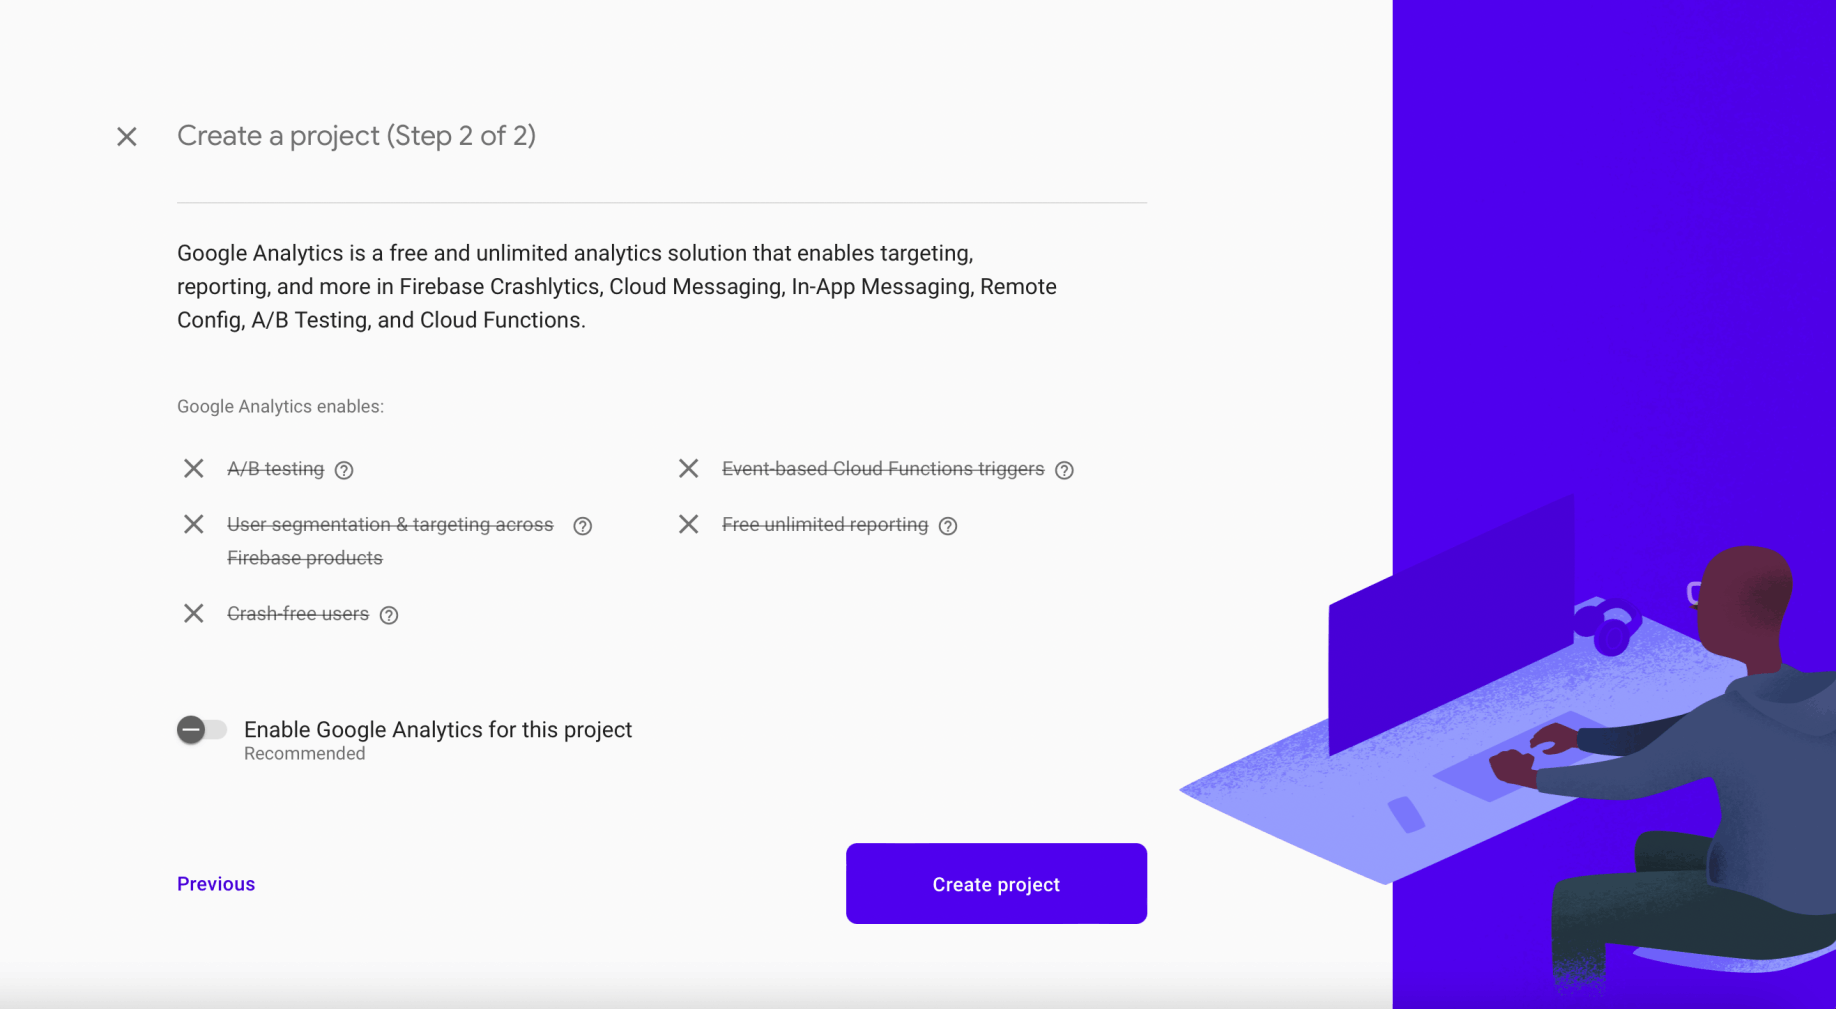 Create a project (Step 2 of 2)
Google Analytics is a free and unlimited analytics solution that enables targeting,
reporting, and more in Firebase Crashlytics, Cloud Messaging, In-App Messaging, Remote
Config, A/B Testing, and Cloud Functions.
Google Analytics enables:
A/B testing
Event-based Cloud Functions triggers
User segmentation & targeting across
Firebase products
Free unlimited reporting
Crash-free users
Enable Google Analytics for this project
Recommended
Previous
Create project